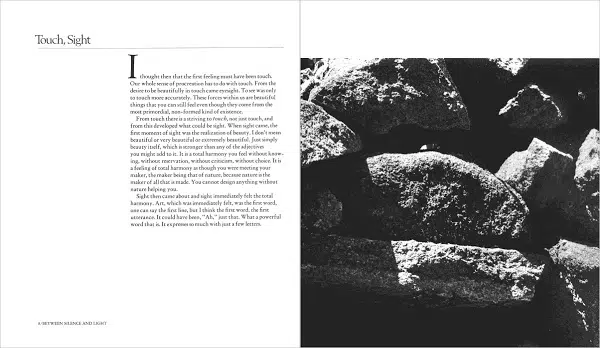 Touch, Sight
I thought then that the first feeling must have been touch.
Our whole sense of procreation has to do with touch. From the
desire to be beautifully in touch came eyesight. To see was only
to touch more accurately. These forces within us are beautiful
things that you can still feel even though they come from the
most primordial, non-formed kind of existence.
From touch there is a striving to touch, not just touch, and
from this developed what could be sight. When sight came, the
first moment of sight was the realization of beauty. I don't mean
beautiful or very beautiful or extremely beautiful. Just simply
beauty itself, which is stronger than any of the adjectives
you might add to it. It is a total harmony you feel without know-
ing, without reservation, without criticism, without choice. It is
a feeling of total harmony as though you were meeting your
maker, the maker being that of nature, because nature is the
maker of all that is made. You cannot design anything without
nature helping you.
Sight then came about and sight immediately felt the total
harmony. Art, which was immediately felt, was the first word,
one can say the first line, but I think the first word, the first
utterance. It could have been, "Ah," just that. What a powerful
word that is. It expresses so much with just a few letters.
6/BETWEEN SILENCE AND LIGHT